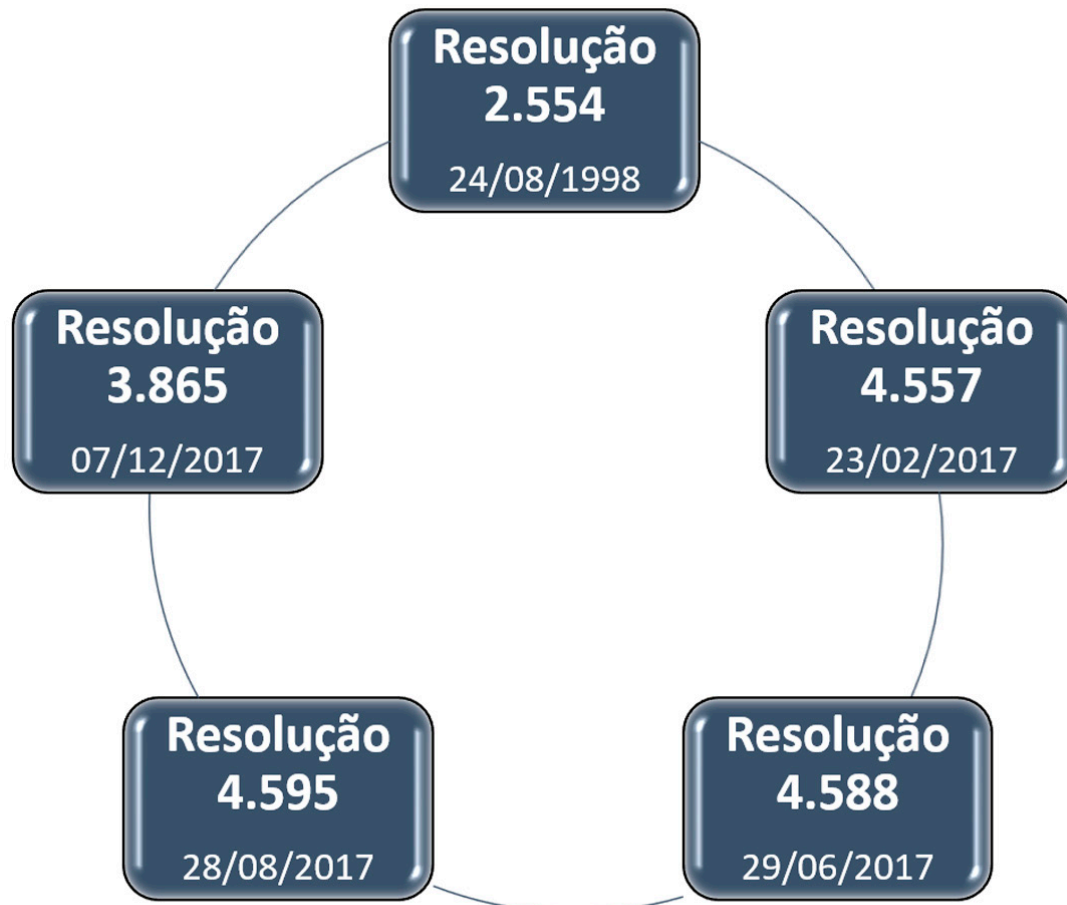 Resolução
2.554
24/08/1998
Resolução
4.557
23/02/2017
Resolução
4.588
29/06/2017
Resolução
4.595
28/08/2017
Resolução
3.865
07/12/2017